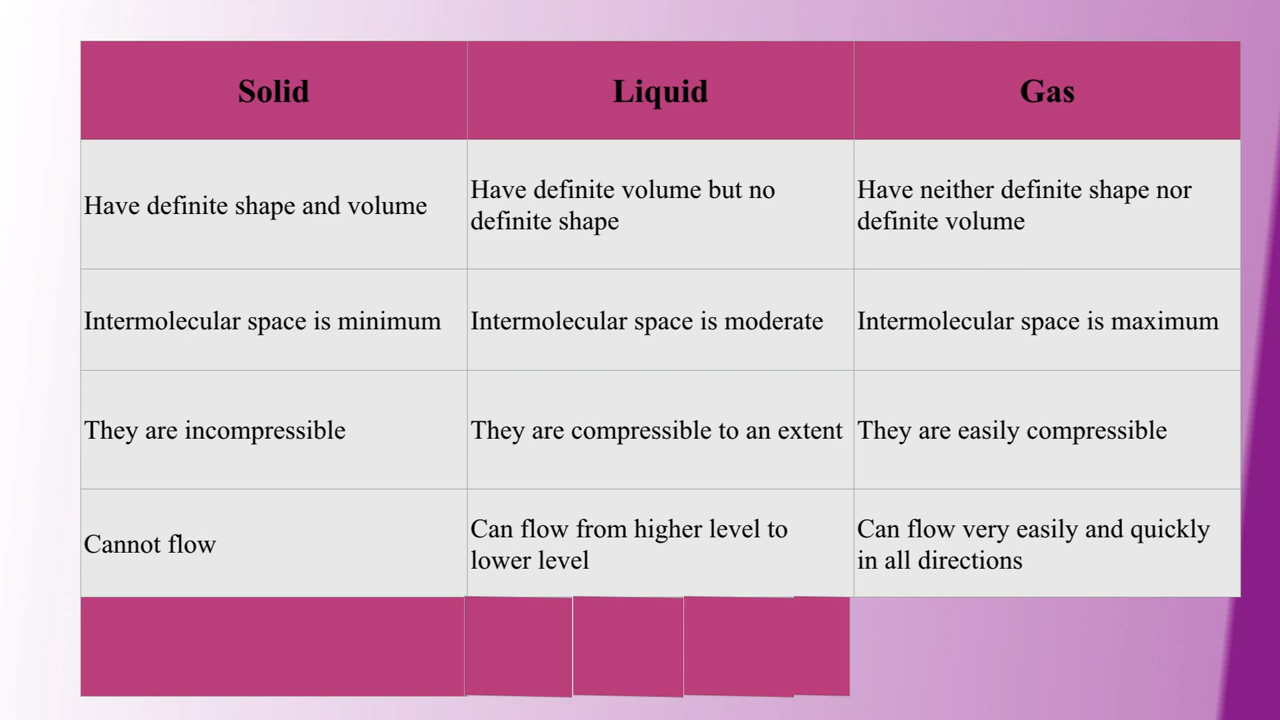 Solid
Liquid
Gas
Have definite shape and volume
Have definite volume but no
definite shape
Have neither definite shape nor
definite volume
Intermolecular space is minimum
Intermolecular space is moderate
Intermolecular space is maximum
They are incompressible
They are compressible to an extent
They are easily compressible
Cannot flow
Can flow from higher level to
lower level
Can flow very easily and quickly
in all directions